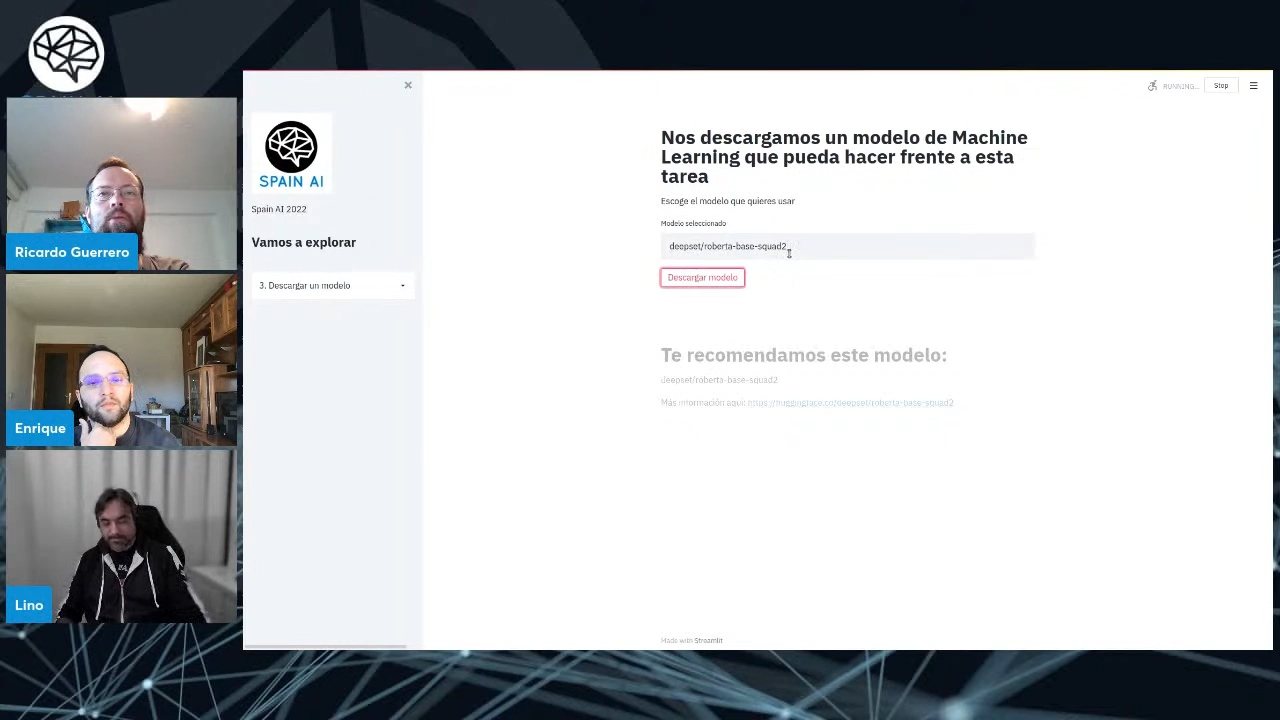 SPAIN AI
Ricardo Guerrero
Enrique
Lino
SPAIN AI
Spain AI 2022
Vamos a explorar
3. Descargar un modelo
RUNNING...
Stop
Nos descargamos un modelo de Machine
Learning que pueda hacer frente a esta
tarea
Escoge el modelo que quieres usar
Modelo seleccionado
deepset/roberta-base-squad2
Descargar modelo
Te recomendamos este modelo:
deepset/roberta-base-squad2
Más información aquí: https://huggingface.co/deepset/roberta-base-squad2
Made with Streamlit